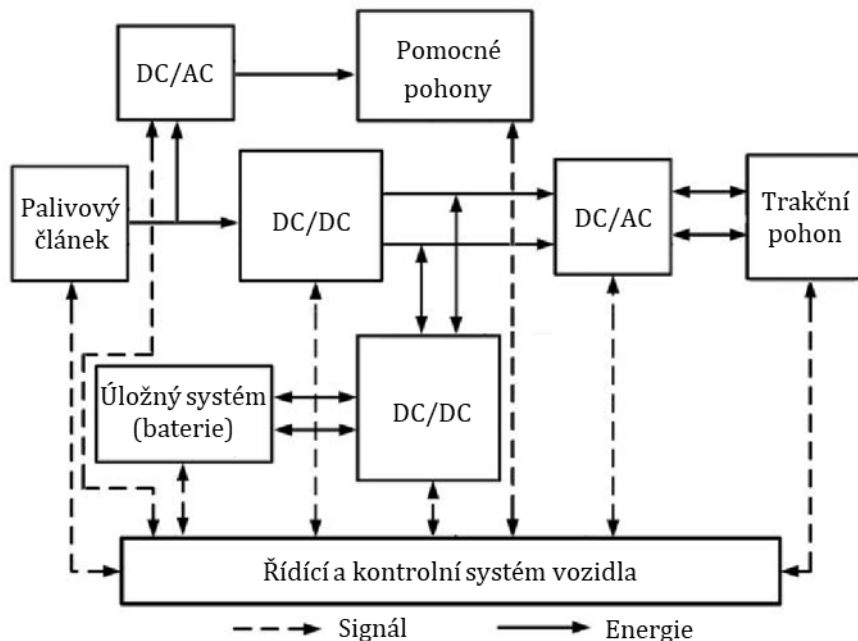 DC/AC
Pomocné
pohony
Palivový
článek
DC/DC
DC/AC
Trakční
pohon
Úložný systém
(baterie)
DC/DC
Řídící a kontrolní systém vozidla
Signál
Energie